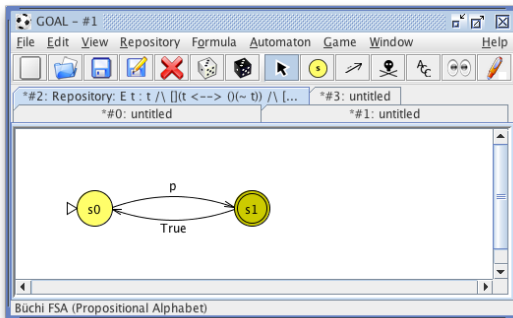 GOAL - #1
File Edit View Repository Formula Automaton Game Window Help
s Acc
*#2: Repository: E t : t /\ [](t <--> ()(~ t)) /\ [... *#3: untitled
*#0: untitled *#1: untitled
p
s0 s1
True
Büchi FSA (Propositional Alphabet)